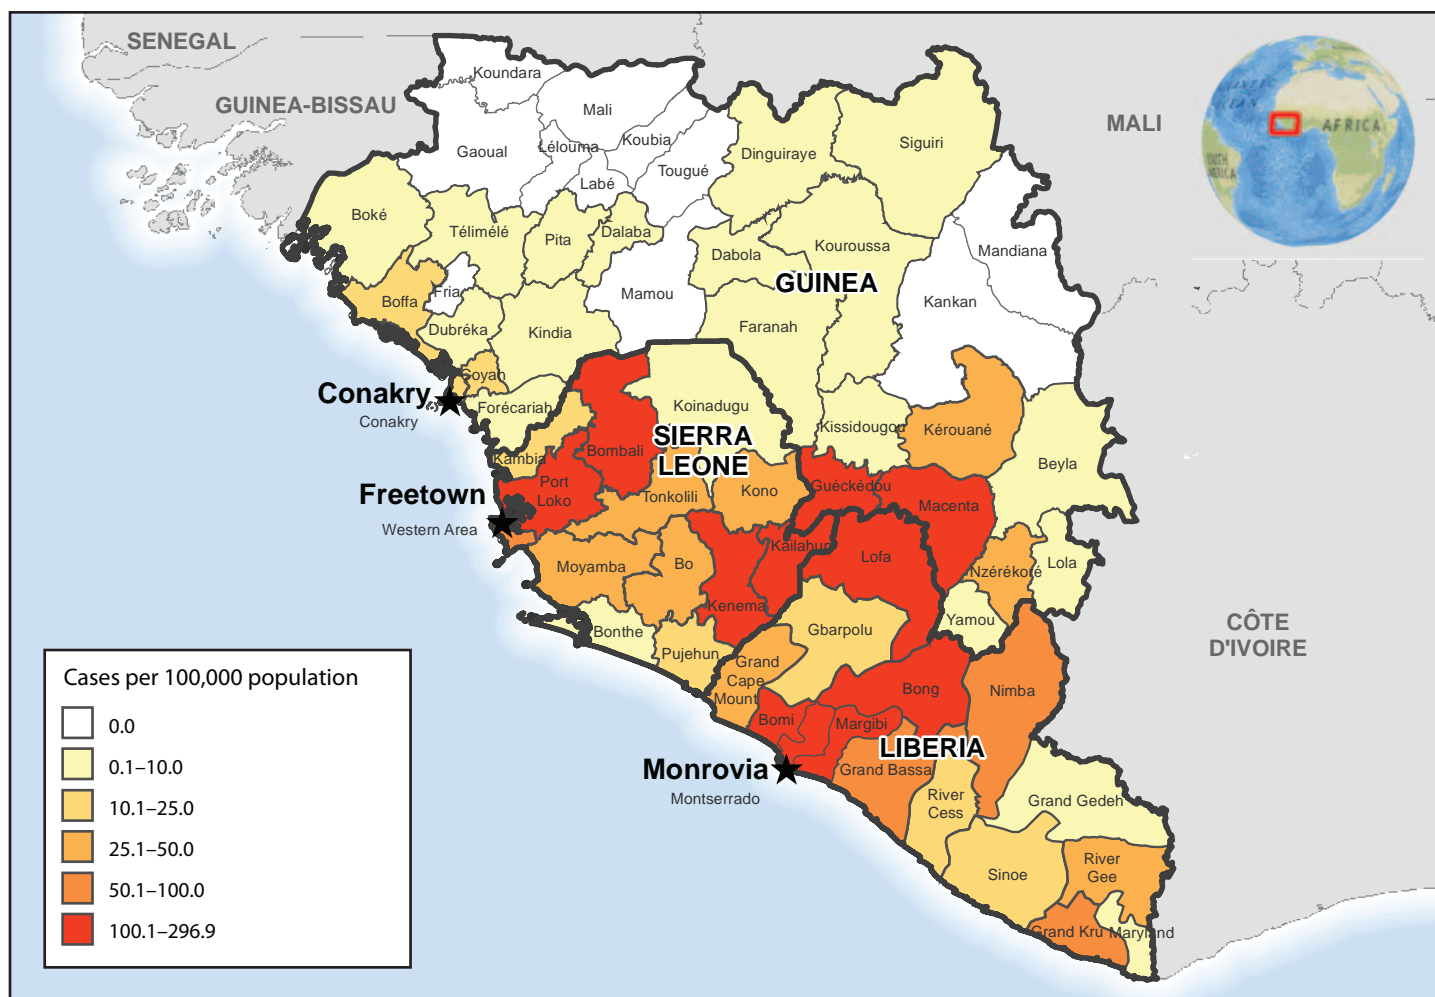 SENEGAL
GUINEA-BISSAU
MALI
CÔTE
D'IVOIRE
Koundara
Mali
Gaoual
Lélouma
Koubia
Labé
Tougué
Dinguiraye
Siguiri
Boké
Télimélé
Pita
Dalaba
Dabola
Kouroussa
Mandiana
GUINEA
Kankan
Boffa
Fria
Mamou
Dubréka
Kindia
Faranah
Coyah
Conakry
Conakry
Forécariah
Koinadugu
Kissidougou
Kérouané
Beyla
SIERRA
LEONE
Kambia
Bombali
Port
Loko
Tonkolili
Kono
Guéckédou
Macenta
Freetown
Western Area
Moyamba
Bo
Kailahun
Kenema
Lofa
Nzérékoré
Lola
Yamou
Bonthe
Pujehun
Gbarpolu
Grand
Cape
Mount
Bomi
Bong
Margibi
Nimba
LIBERIA
Monrovia
Montserrado
Grand Bassa
River
Cess
Grand Gedeh
Sinoe
River
Gee
Grand Kru
Maryland
Cases per 100,000 population
0.0
0.1–10.0
10.1–25.0
25.1–50.0
50.1–100.0
100.1–296.9
AFRICA